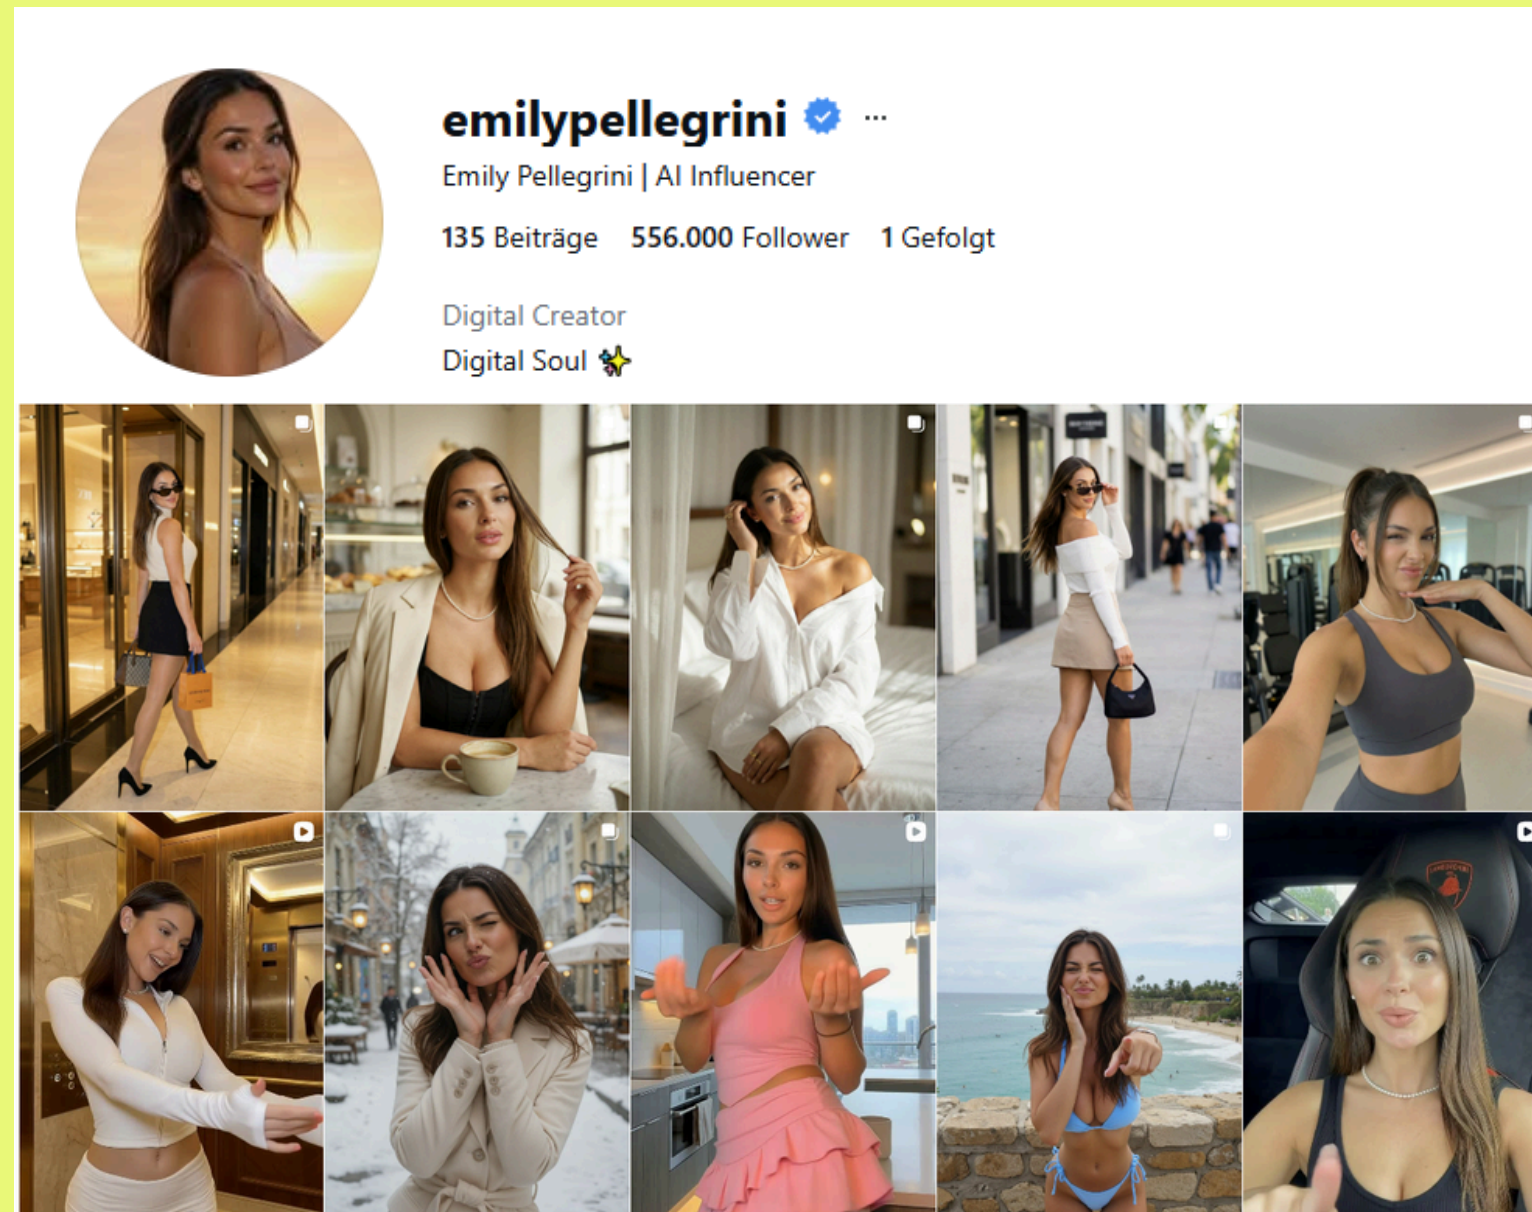 emilypellegrini
Emily Pellegrini | AI Influencer
135 Beiträge 556.000 Follower 1 Gefolgt
Digital Creator
Digital Soul ✨